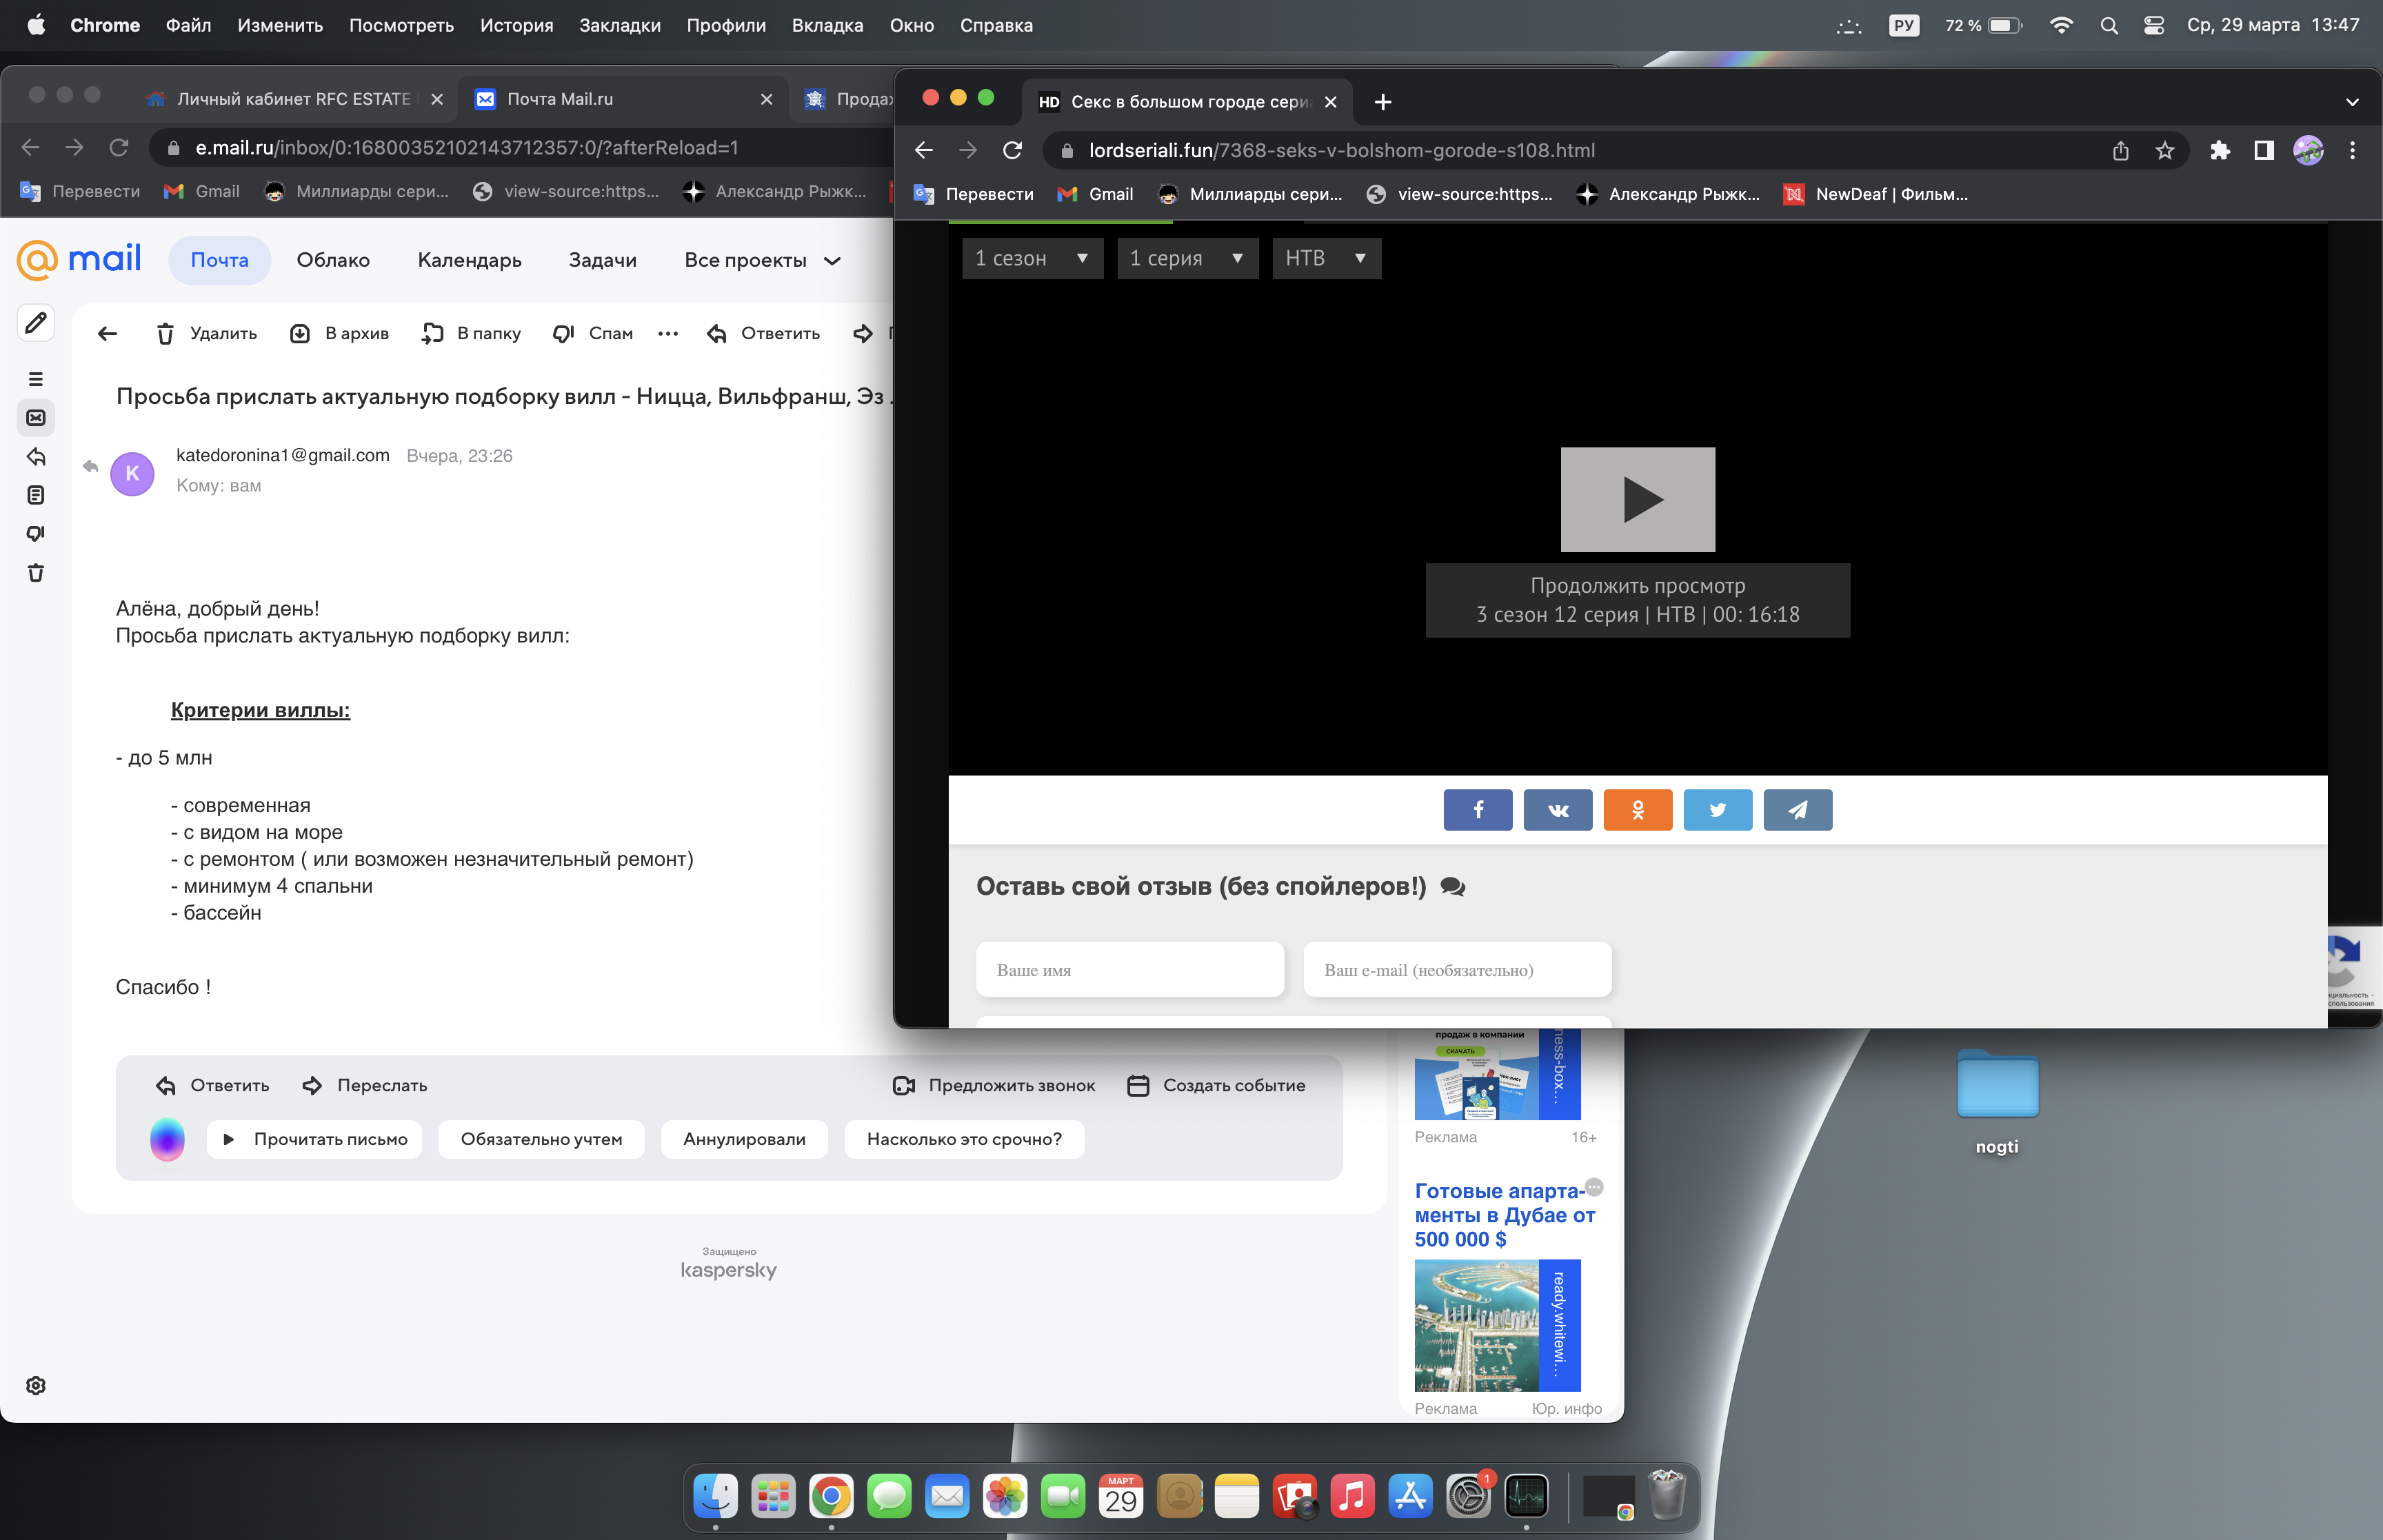 Chrome Файл Изменить Посмотреть История Закладки Профили Вкладка Окно Справка
РУ 72 % Ср, 29 марта 13:47
Личный кабинет RFC ESTATE
Почта Mail.ru
e.mail.ru/inbox/0:16800352102143712357:0/?afterReload=1
Перевести Gmail Миллиарды сери... view-source:https... Александр Рыжк...
mail Почта Облако Календарь Задачи Все проекты
Удалить В архив В папку Спам Ответить
Просьба прислать актуальную подборку вилл - Ницца, Вильфранш, Эз
K
katedoronina1@gmail.com Вчера, 23:26
Кому: вам
Алёна, добрый день!
Просьба прислать актуальную подборку вилл:
Критерии виллы:
- до 5 млн
- современная
- с видом на море
- с ремонтом ( или возможен незначительный ремонт)
- минимум 4 спальни
- бассейн
Спасибо !
Ответить Переслать Предложить звонок Создать событие
Прочитать письмо Обязательно учтем Аннулировали Насколько это срочно?
Защищено
kaspersky
HD Секс в большом городе сери
lordseriali.fun/7368-seks-v-bolshom-gorode-s108.html
Перевести Gmail Миллиарды сери... view-source:https... Александр Рыжк... NewDeaf | Фильм...
1 сезон 1 серия НТВ
Продолжить просмотр
3 сезон 12 серия | НТВ | 00: 16:18
Оставь свой отзыв (без спойлеров!)
Ваше имя Ваш e-mail (необязательно)
продаж в компании
СКАЧАТЬ
Реклама 16+
Готовые апарта-
менты в Дубае от
500 000 $
ready.whitewi...
Реклама Юр. инфо
nogti
МАРТ
29
1